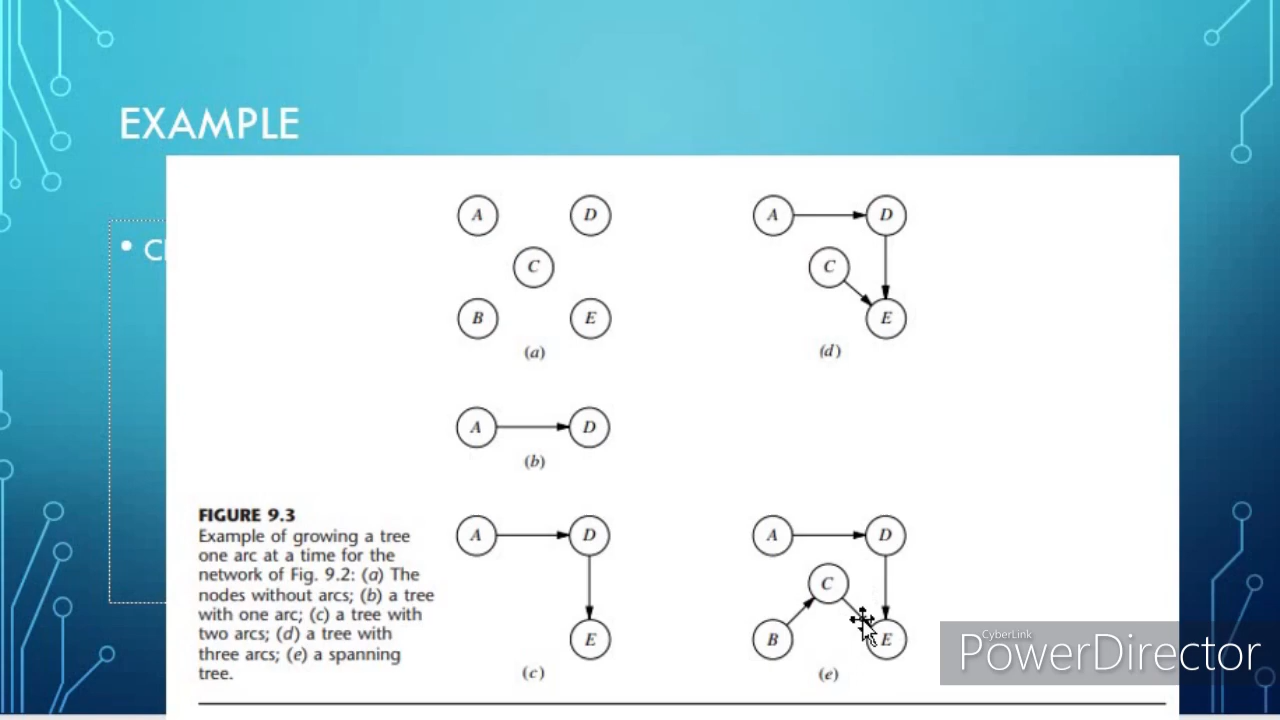 EXAMPLE
• Cl
A D
C
B E
(a)
A D
C
E
(d)
A D
(b)
A D
E
(c)
A D
C
B E
(e)
FIGURE 9.3
Example of growing a tree
one arc at a time for the
network of Fig. 9.2: (a) The
nodes without arcs; (b) a tree
with one arc; (c) a tree with
two arcs; (d) a tree with
three arcs; (e) a spanning
tree.
CyberLink
PowerDirector